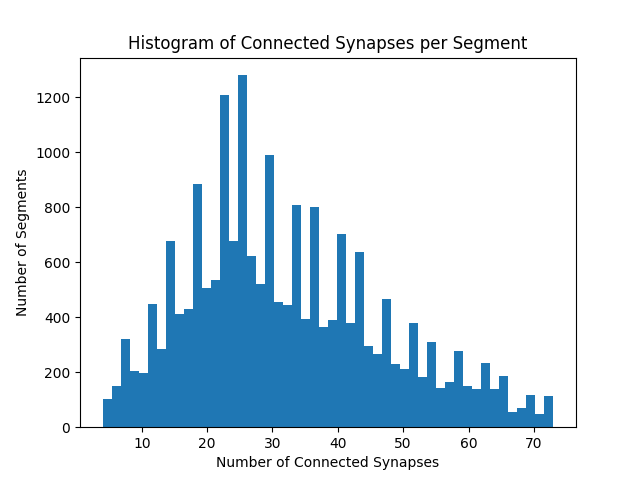 Histogram of Connected Synapses per Segment
1200
1000
800
600
400
200
0
Number of Segments
10 20 30 40 50 60 70
Number of Connected Synapses